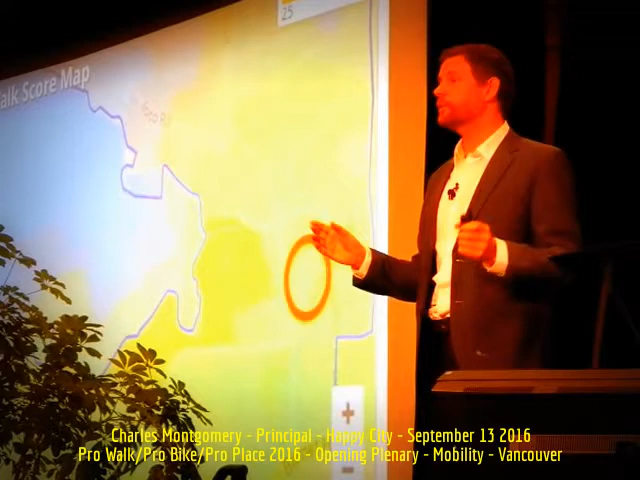 25
alk Score Map
Charles Montgomery - Principal - Happy City - September 13 2016
Pro Walk/Pro Bike/Pro Place 2016 - Opening Plenary - Mobility - Vancouver